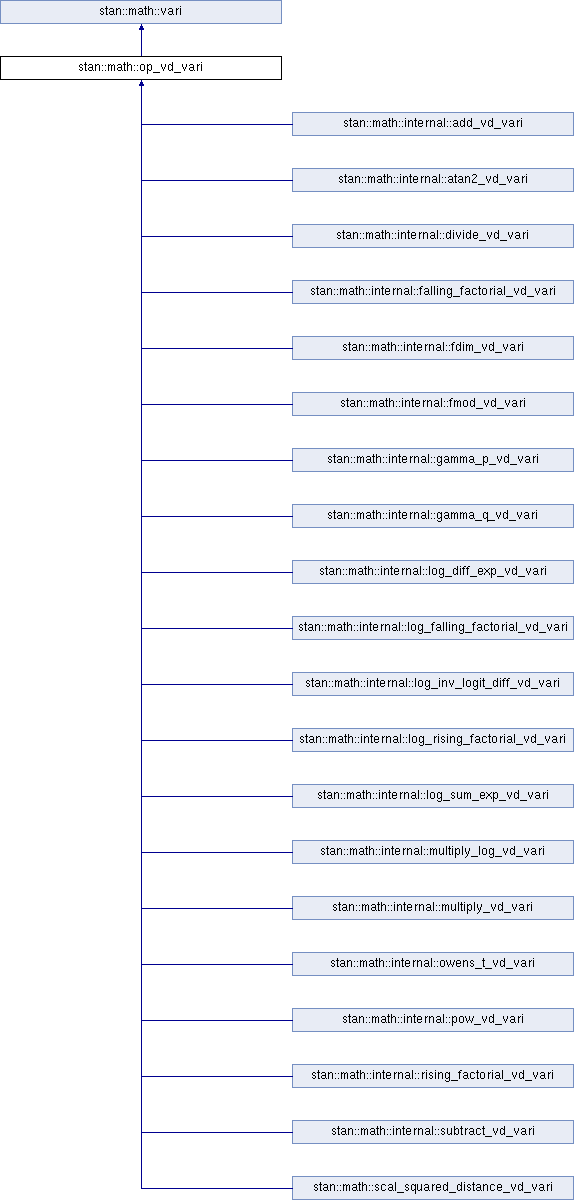 stan::math::vari
stan::math::op_vd_vari
stan::math::internal::add_vd_vari
stan::math::internal::atan2_vd_vari
stan::math::internal::divide_vd_vari
stan::math::internal::falling_factorial_vd_vari
stan::math::internal::fdim_vd_vari
stan::math::internal::fmod_vd_vari
stan::math::internal::gamma_p_vd_vari
stan::math::internal::gamma_q_vd_vari
stan::math::internal::log_diff_exp_vd_vari
stan::math::internal::log_falling_factorial_vd_vari
stan::math::internal::log_inv_logit_diff_vd_vari
stan::math::internal::log_rising_factorial_vd_vari
stan::math::internal::log_sum_exp_vd_vari
stan::math::internal::multiply_log_vd_vari
stan::math::internal::multiply_vd_vari
stan::math::internal::owens_t_vd_vari
stan::math::internal::pow_vd_vari
stan::math::internal::rising_factorial_vd_vari
stan::math::internal::subtract_vd_vari
stan::math::scal_squared_distance_vd_vari